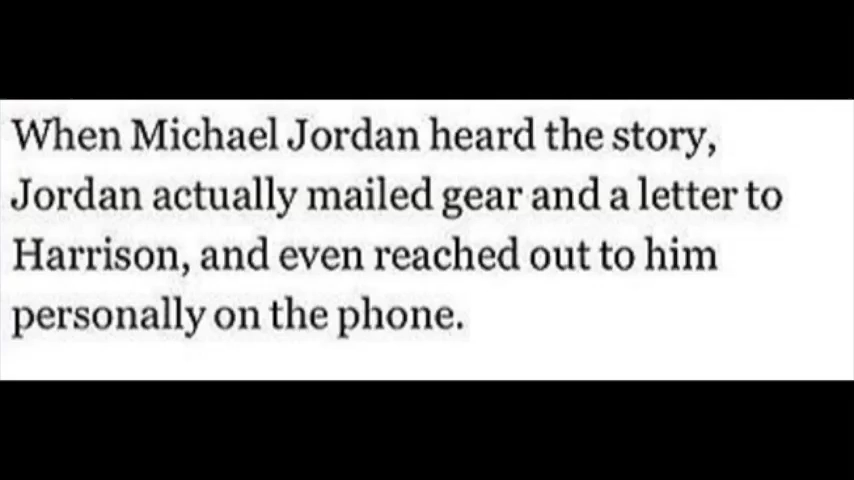 When Michael Jordan heard the story,
Jordan actually mailed gear and a letter to
Harrison, and even reached out to him
personally on the phone.